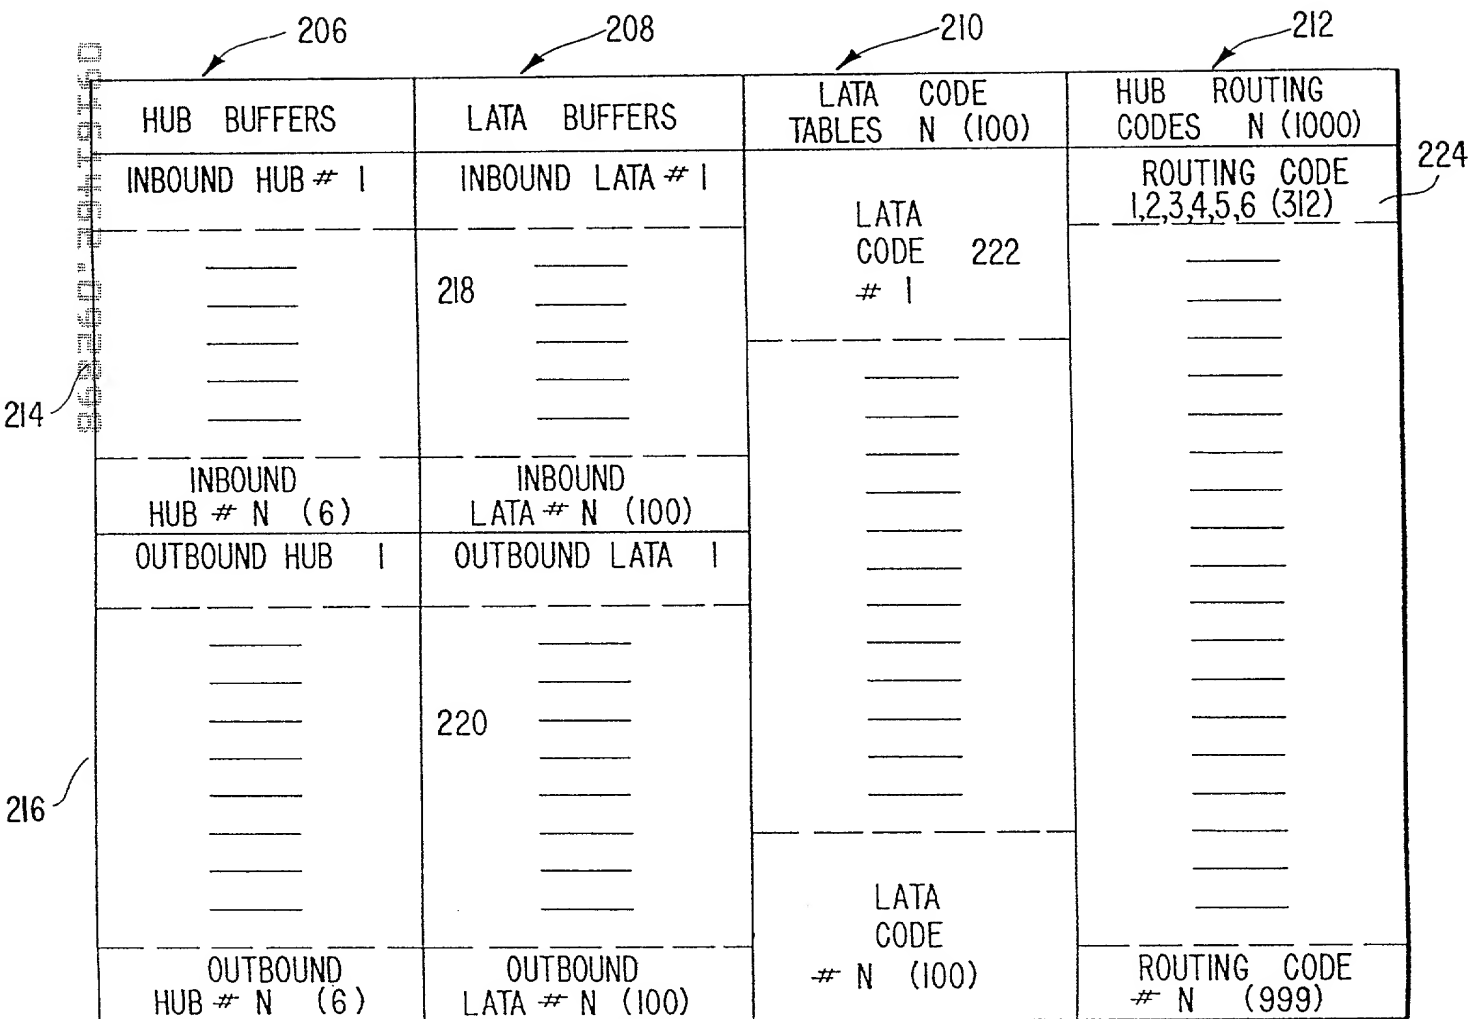 206
208
210
212
HUB BUFFERS
LATA BUFFERS
LATA CODE
TABLES N (100)
HUB ROUTING
CODES N (1000)
INBOUND HUB # 1
INBOUND LATA # 1
ROUTING CODE
1,2,3,4,5,6 (312)
224
LATA
CODE 222
# 1
218
214
INBOUND
HUB # N (6)
INBOUND
LATA # N (100)
OUTBOUND HUB 1
OUTBOUND LATA 1
220
216
LATA
CODE
# N (100)
OUTBOUND
HUB # N (6)
OUTBOUND
LATA # N (100)
ROUTING CODE
# N (999)